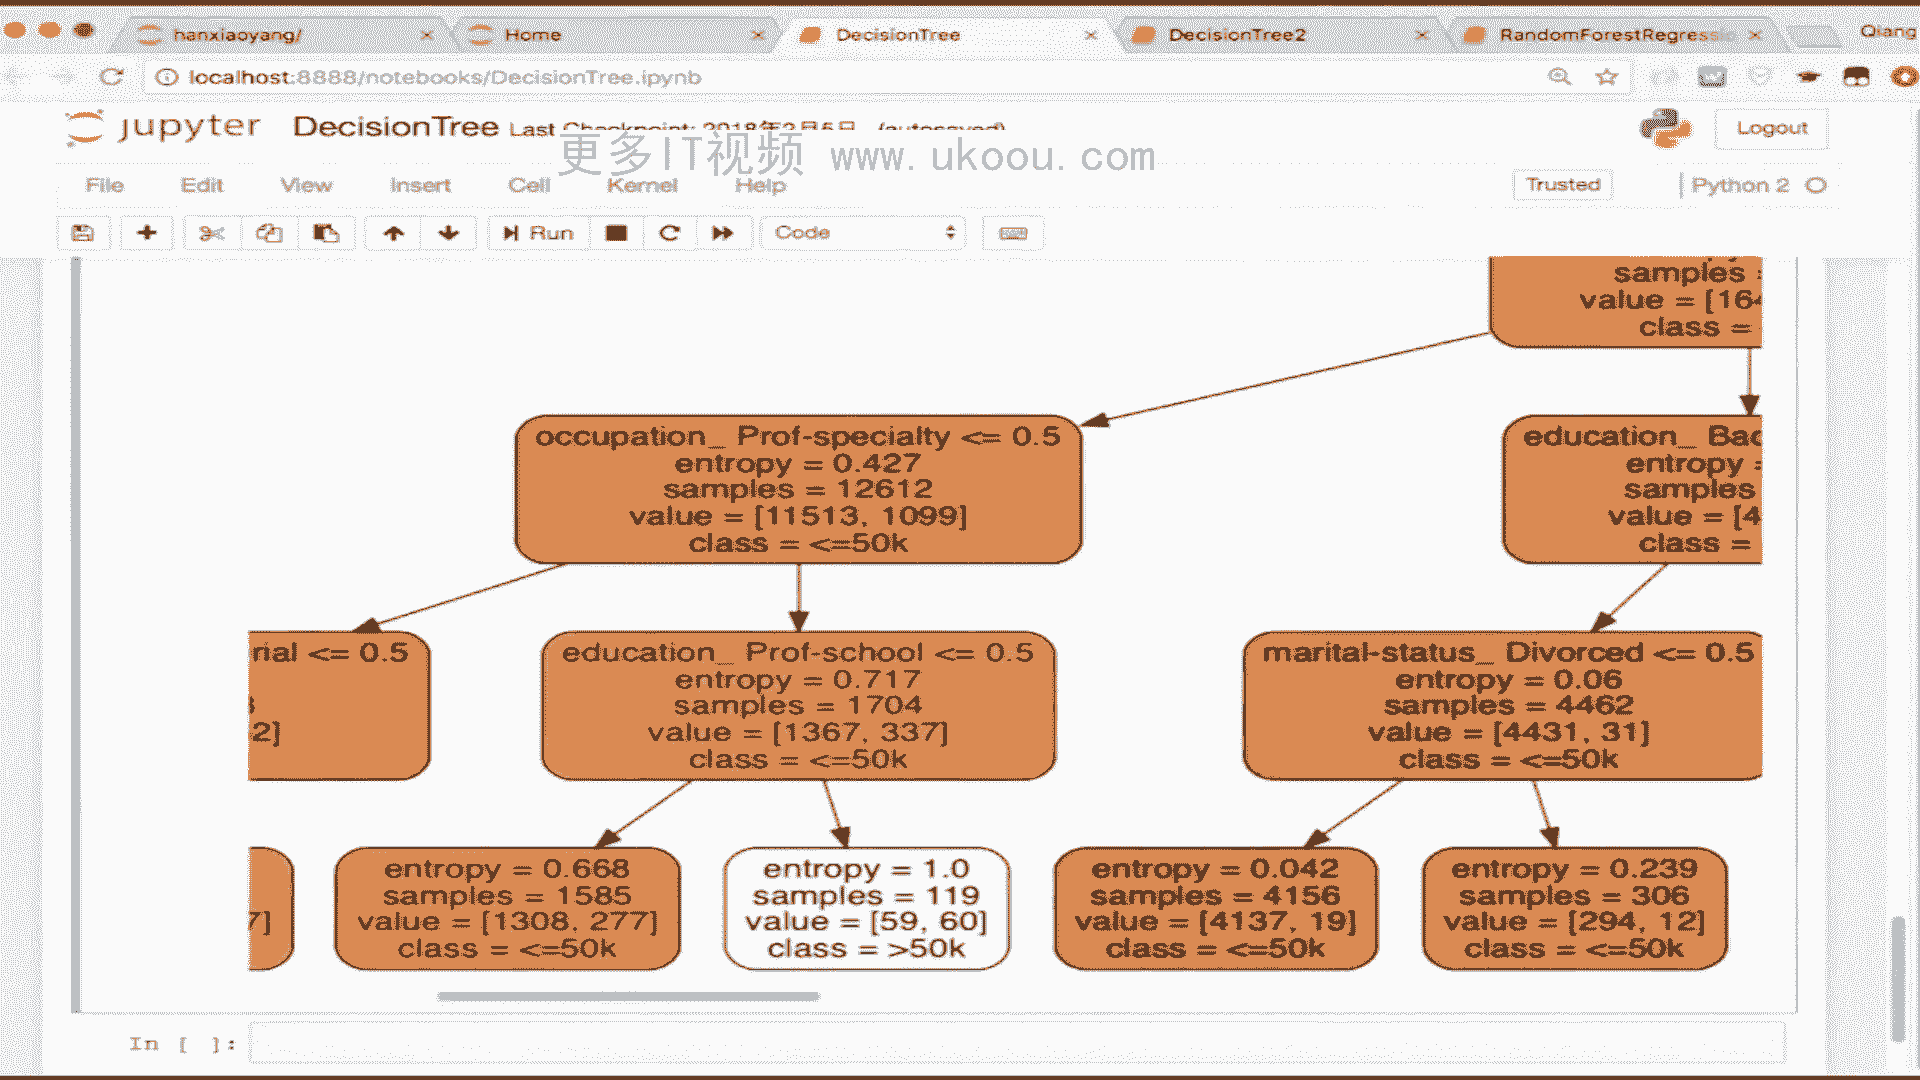 hanxiaoyang/
Home
DecisionTree
DecisionTree2
RandomForestRegressio
Qiang
localhost:8888/notebooks/DecisionTree.ipynb
jupyter DecisionTree Last Checkpoint: 2018年2月5日 (autosaved)
更多IT视频 www.ukoou.com
Logout
File Edit View Insert Cell Kernel Help
Trusted
Python 2
Run
Code
samples =
value = [164
class =
occupation_ Prof-specialty <= 0.5
entropy = 0.427
samples = 12612
value = [11513, 1099]
class = <=50k
education_ Bac
entropy =
samples
value = [4
class =
rial <= 0.5
2]
education_ Prof-school <= 0.5
entropy = 0.717
samples = 1704
value = [1367, 337]
class = <=50k
marital-status_ Divorced <= 0.5
entropy = 0.06
samples = 4462
value = [4431, 31]
class = <=50k
7]
entropy = 0.668
samples = 1585
value = [1308, 277]
class = <=50k
entropy = 1.0
samples = 119
value = [59, 60]
class = >50k
entropy = 0.042
samples = 4156
value = [4137, 19]
class = <=50k
entropy = 0.239
samples = 306
value = [294, 12]
class = <=50k
In [ ]: